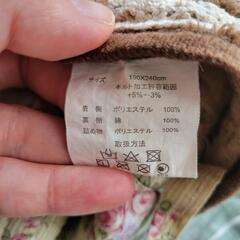 サイズ 190X240cm
キルト加工許容範囲
+5%~-3%
表側 ポリエステル 100%
裏側 綿 100%
詰め物 ポリエステル 100%
取扱方法